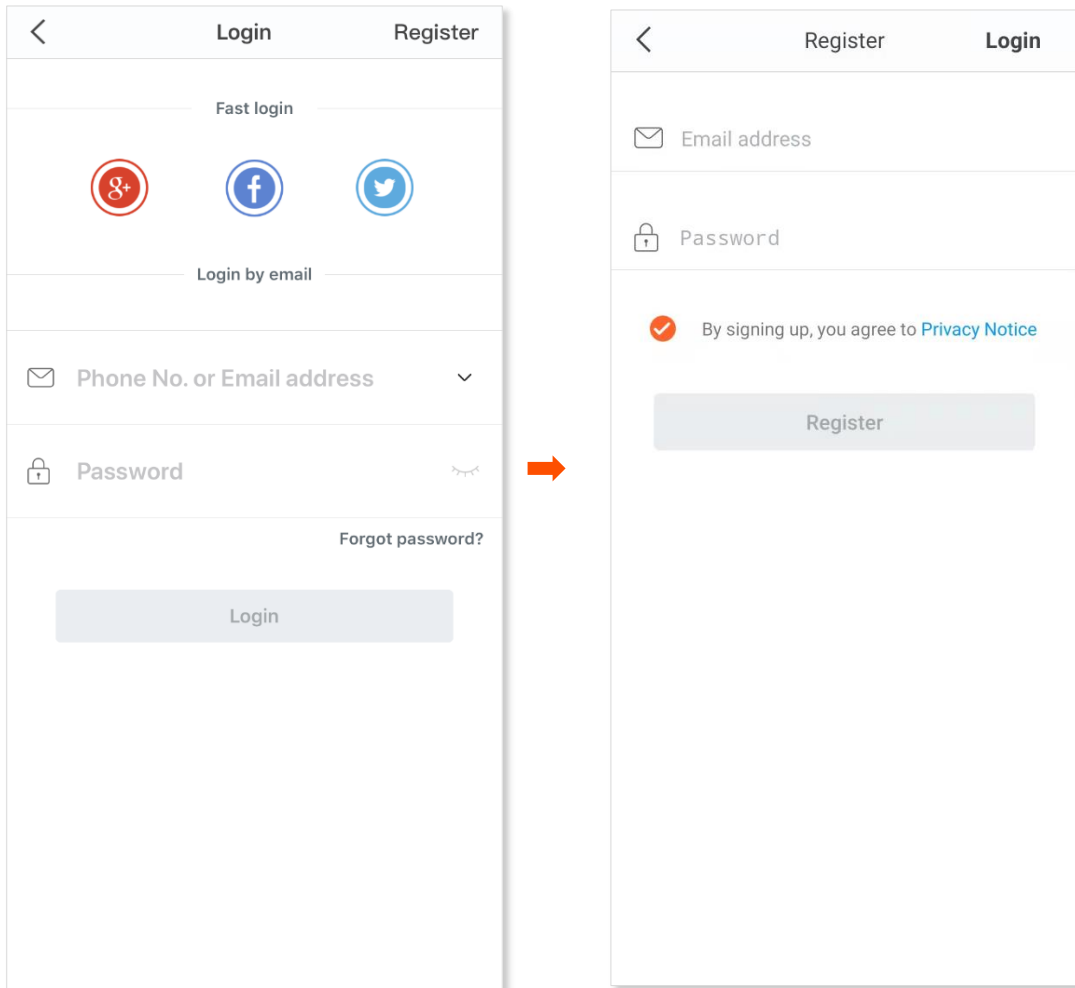 Login Register
Fast login
g+ f
Login by email
Phone No. or Email address
Password
Forgot password?
Login
Register Login
Email address
Password
By signing up, you agree to Privacy Notice
Register